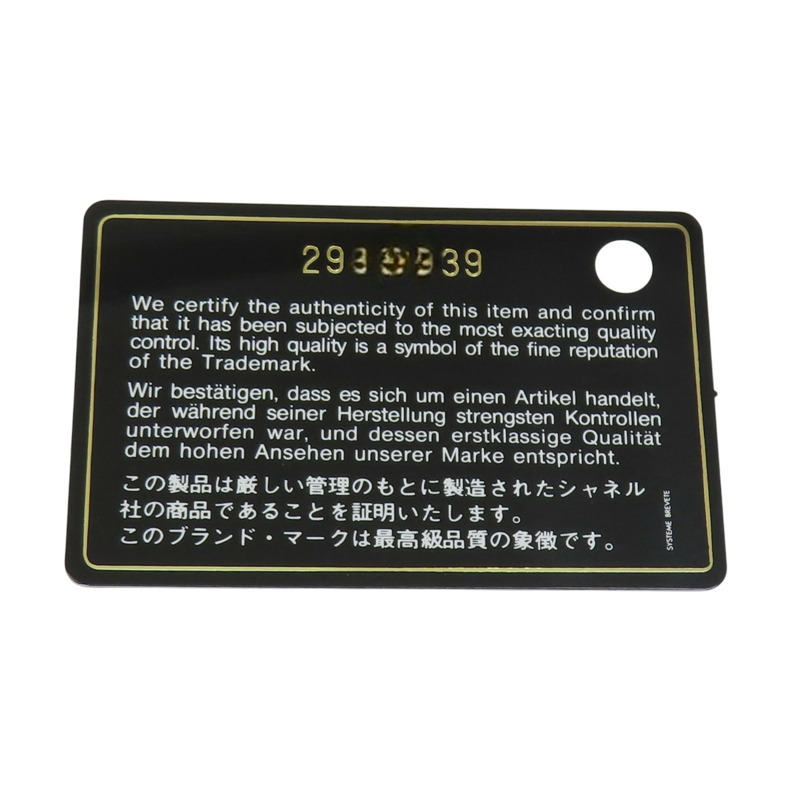 We certify the authenticity of this item and confirm
that it has been subjected to the most exacting quality
control. Its high quality is a symbol of the fine reputation
of the Trademark.
Wir bestätigen, dass es sich um einen Artikel handelt,
der während seiner Herstellung strengsten Kontrollen
unterworfen war, und dessen erstklassige Qualität
dem hohen Ansehen unserer Marke entspricht.
この製品は厳しい管理のもとに製造されたシャネル
社の商品であることを証明いたします。
このブランド・マークは最高級品質の象徴です。
SYSTEME BREVETE